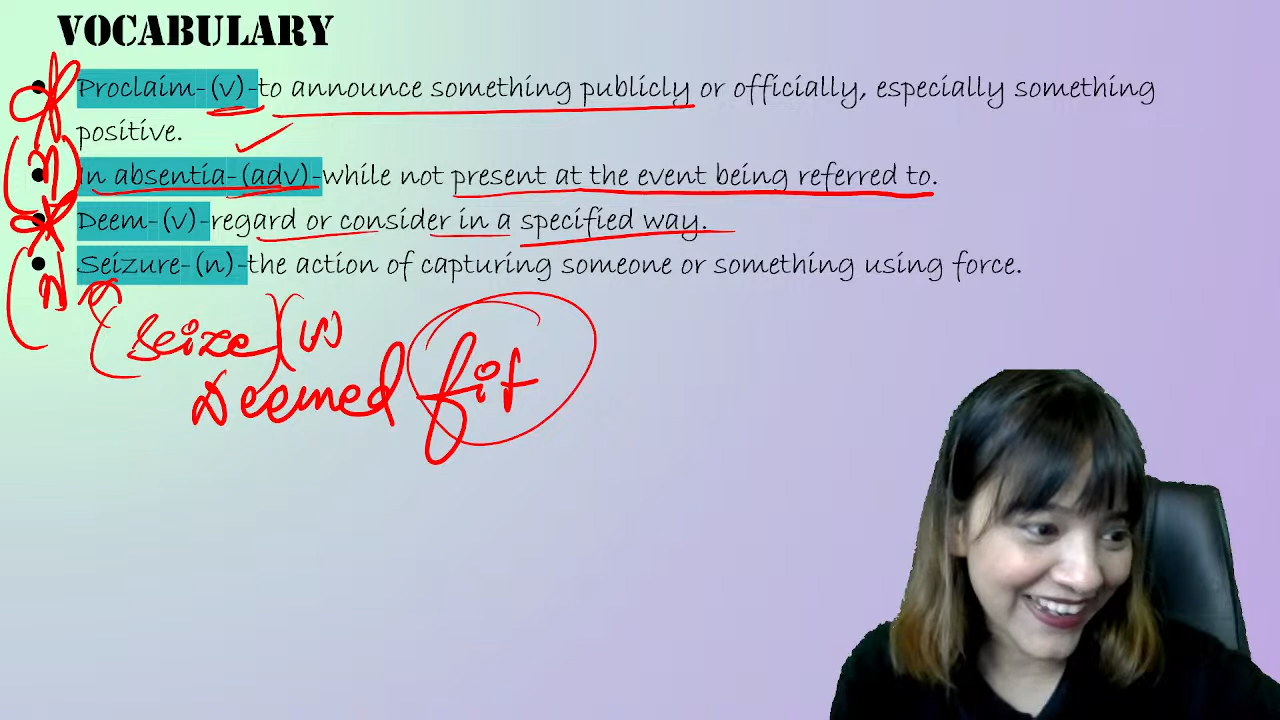 VOCABULARY
Proclaim-(v)-to announce something publicly or officially, especially something
positive.
In absentia-(adv)-while not present at the event being referred to.
Deem-(v)-regard or consider in a specified way.
Seizure-(n)-the action of capturing someone or something using force.
(seize)(v)
Deemed fit